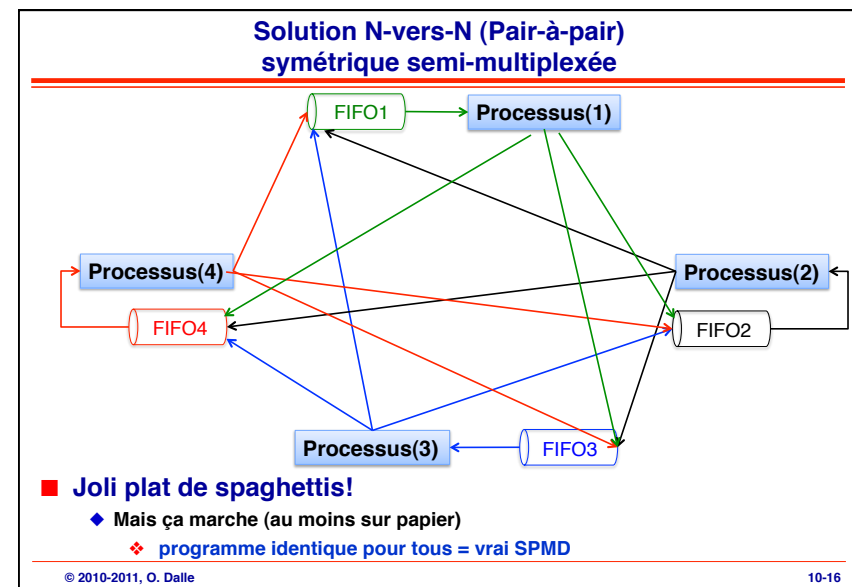 Solution N-vers-N (Pair-à-pair)
symétrique semi-multiplexée
FIFO1
Processus(1)
Processus(4)
Processus(2)
FIFO4
FIFO2
Processus(3)
FIFO3
Joli plat de spaghettis!
Mais ça marche (au moins sur papier)
programme identique pour tous = vrai SPMD
© 2010-2011, O. Dalle
10-16